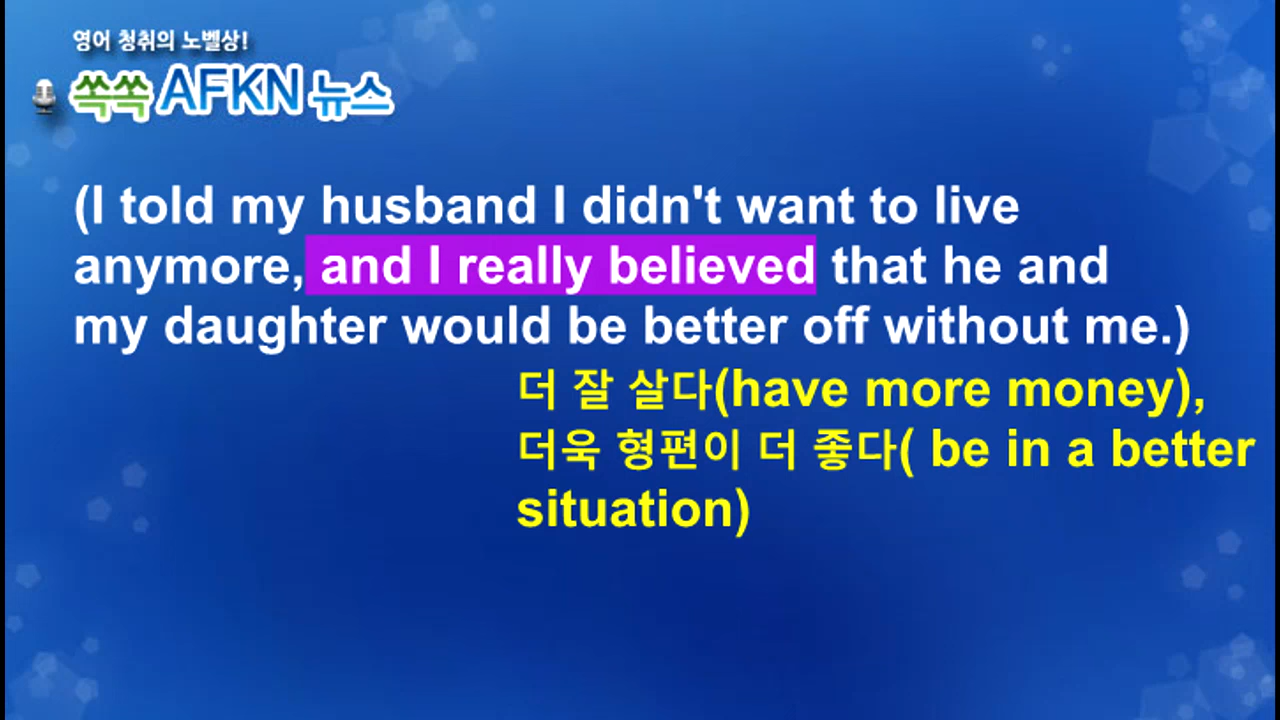 영어 청취의 노벨상!
쏙쏙 AFKN 뉴스
(I told my husband I didn't want to live
anymore, and I really believed that he and
my daughter would be better off without me.)
더 잘 살다(have more money),
더욱 형편이 더 좋다( be in a better
situation)